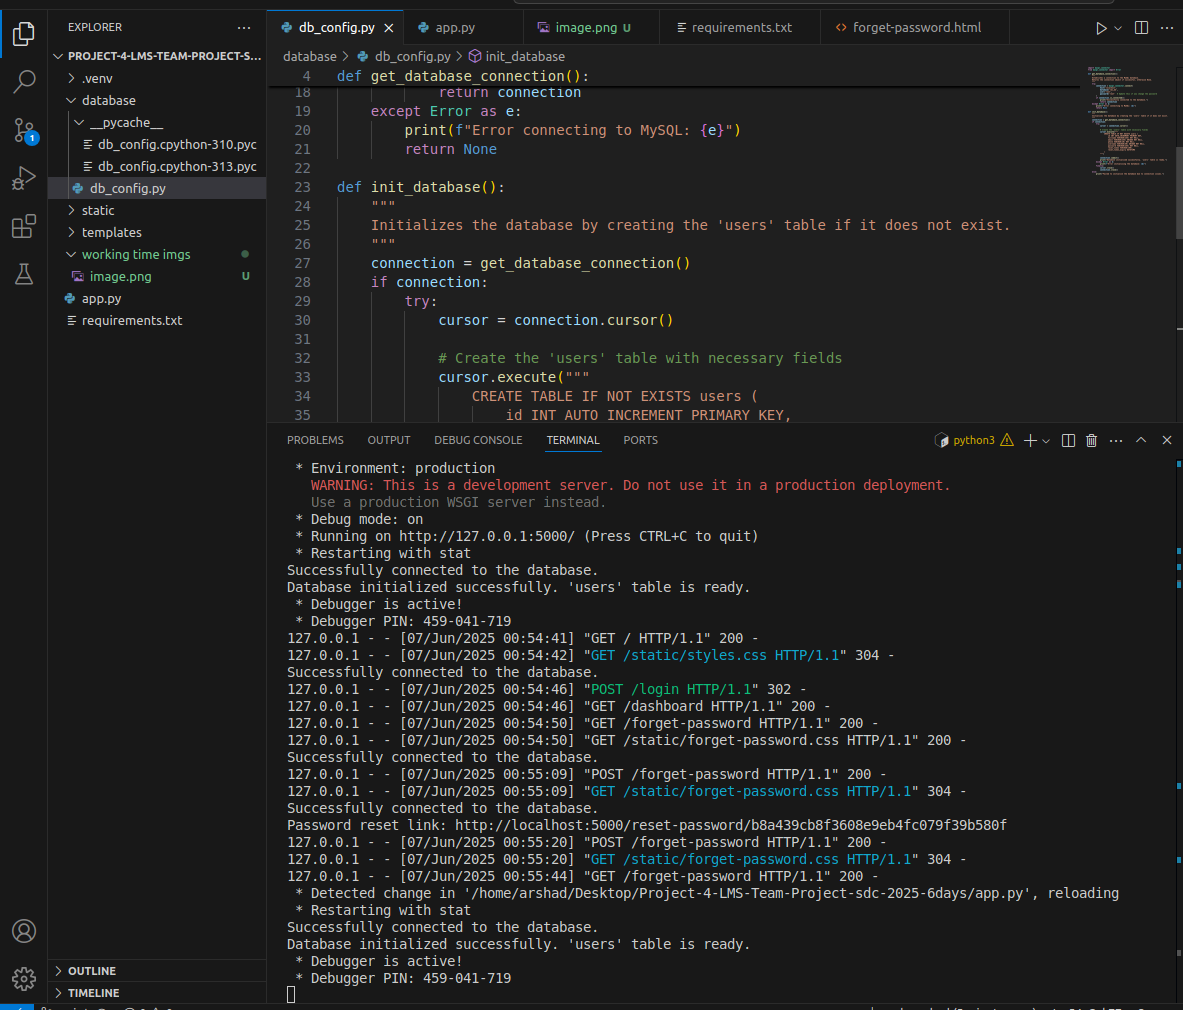 EXPLORER
PROJECT-4-LMS-TEAM-PROJECT-S...
.venv
database
__pycache__
db_config.cpython-310.pyc
db_config.cpython-313.pyc
db_config.py
static
templates
working time imgs
image.png U
app.py
requirements.txt
OUTLINE
TIMELINE
1
db_config.py
app.py
image.png U
requirements.txt
forget-password.html
database > db_config.py > init_database
4 def get_database_connection():
18 return connection
19 except Error as e:
20 print(f"Error connecting to MySQL: {e}")
21 return None
22
23 def init_database():
24 """
25 Initializes the database by creating the 'users' table if it does not exist.
26 """
27 connection = get_database_connection()
28 if connection:
29 try:
30 cursor = connection.cursor()
31
32 # Create the 'users' table with necessary fields
33 cursor.execute("""
34 CREATE TABLE IF NOT EXISTS users (
35 id INT AUTO_INCREMENT PRIMARY KEY,
PROBLEMS OUTPUT DEBUG CONSOLE TERMINAL PORTS
python3
* Environment: production
WARNING: This is a development server. Do not use it in a production deployment.
Use a production WSGI server instead.
* Debug mode: on
* Running on http://127.0.0.1:5000/ (Press CTRL+C to quit)
* Restarting with stat
Successfully connected to the database.
Database initialized successfully. 'users' table is ready.
* Debugger is active!
* Debugger PIN: 459-041-719
127.0.0.1 - - [07/Jun/2025 00:54:41] "GET / HTTP/1.1" 200 -
127.0.0.1 - - [07/Jun/2025 00:54:42] "GET /static/styles.css HTTP/1.1" 304 -
Successfully connected to the database.
127.0.0.1 - - [07/Jun/2025 00:54:46] "POST /login HTTP/1.1" 302 -
127.0.0.1 - - [07/Jun/2025 00:54:46] "GET /dashboard HTTP/1.1" 200 -
127.0.0.1 - - [07/Jun/2025 00:54:50] "GET /forget-password HTTP/1.1" 200 -
127.0.0.1 - - [07/Jun/2025 00:54:50] "GET /static/forget-password.css HTTP/1.1" 200 -
Successfully connected to the database.
127.0.0.1 - - [07/Jun/2025 00:55:09] "POST /forget-password HTTP/1.1" 200 -
127.0.0.1 - - [07/Jun/2025 00:55:09] "GET /static/forget-password.css HTTP/1.1" 304 -
Successfully connected to the database.
Password reset link: http://localhost:5000/reset-password/b8a439cb8f3608e9eb4fc079f39b580f
127.0.0.1 - - [07/Jun/2025 00:55:20] "POST /forget-password HTTP/1.1" 200 -
127.0.0.1 - - [07/Jun/2025 00:55:20] "GET /static/forget-password.css HTTP/1.1" 304 -
127.0.0.1 - - [07/Jun/2025 00:55:44] "GET /forget-password HTTP/1.1" 200 -
* Detected change in '/home/arshad/Desktop/Project-4-LMS-Team-Project-sdc-2025-6days/app.py', reloading
* Restarting with stat
Successfully connected to the database.
Database initialized successfully. 'users' table is ready.
* Debugger is active!
* Debugger PIN: 459-041-719